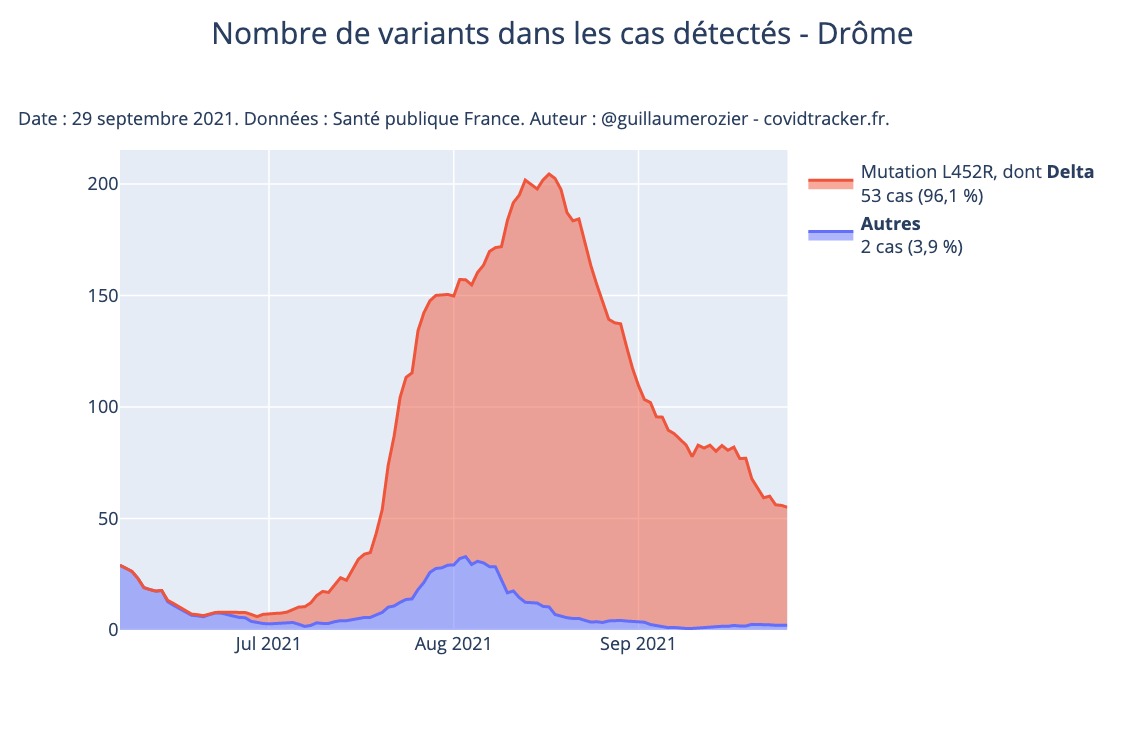 Nombre de variants dans les cas détectés - Drôme
Date : 29 septembre 2021. Données : Santé publique France. Auteur : @guillaumerozier - covidtracker.fr.
200
150
100
50
0
Jul 2021
Aug 2021
Sep 2021
Mutation L452R, dont Delta
53 cas (96,1 %)
Autres
2 cas (3,9 %)